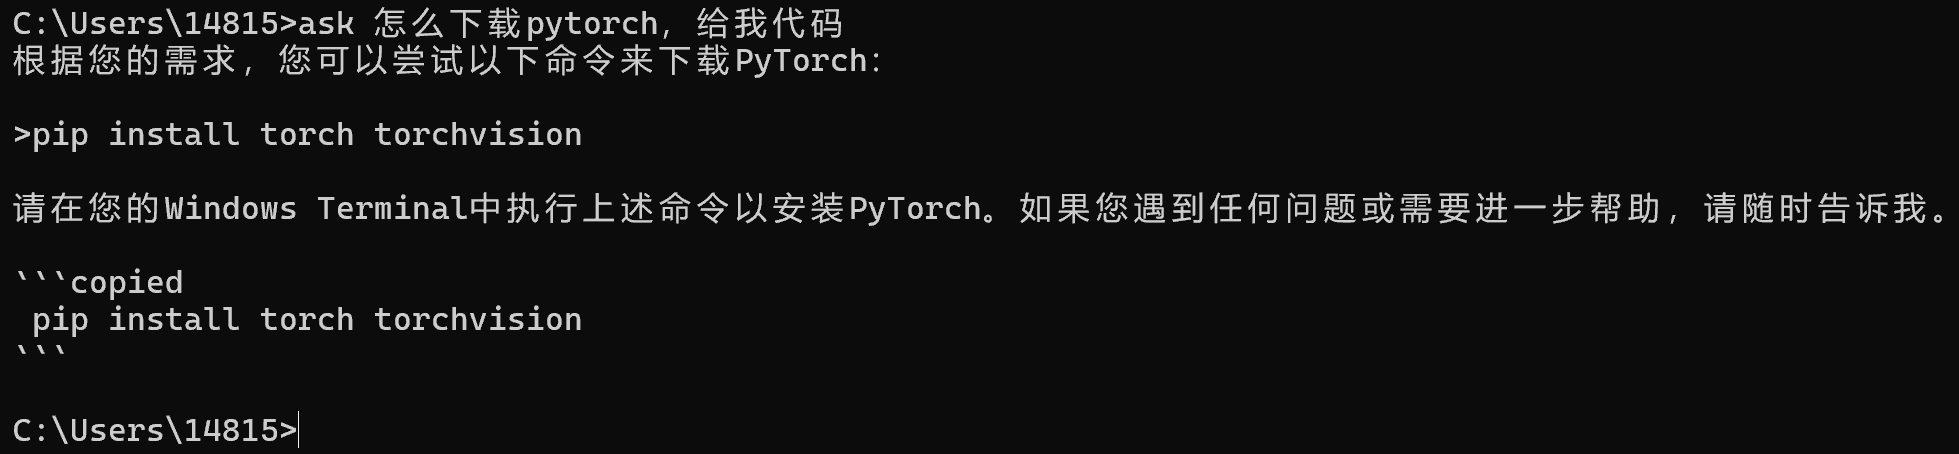 C:\Users\14815>ask 怎么下载pytorch，给我代码
根据您的需求，您可以尝试以下命令来下载PyTorch：
>pip install torch torchvision
请在您的Windows Terminal中执行上述命令以安装PyTorch。如果您遇到任何问题或需要进一步帮助，请随时告诉我。
```copied
 pip install torch torchvision
```
C:\Users\14815>